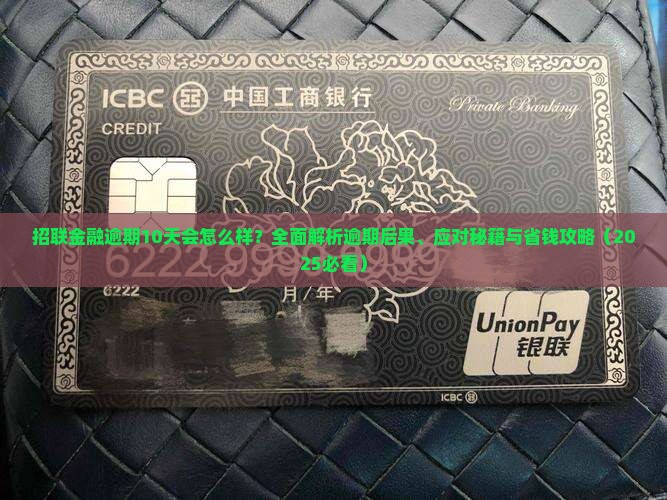 ICBC 中国工商银行
Private Banking
CREDIT
招联金融逾期10天会怎么样？全面解析逾期后果、应对秘籍与省钱攻略（20
25必看）
6222
月/年
UnionPay
银联
ICBC